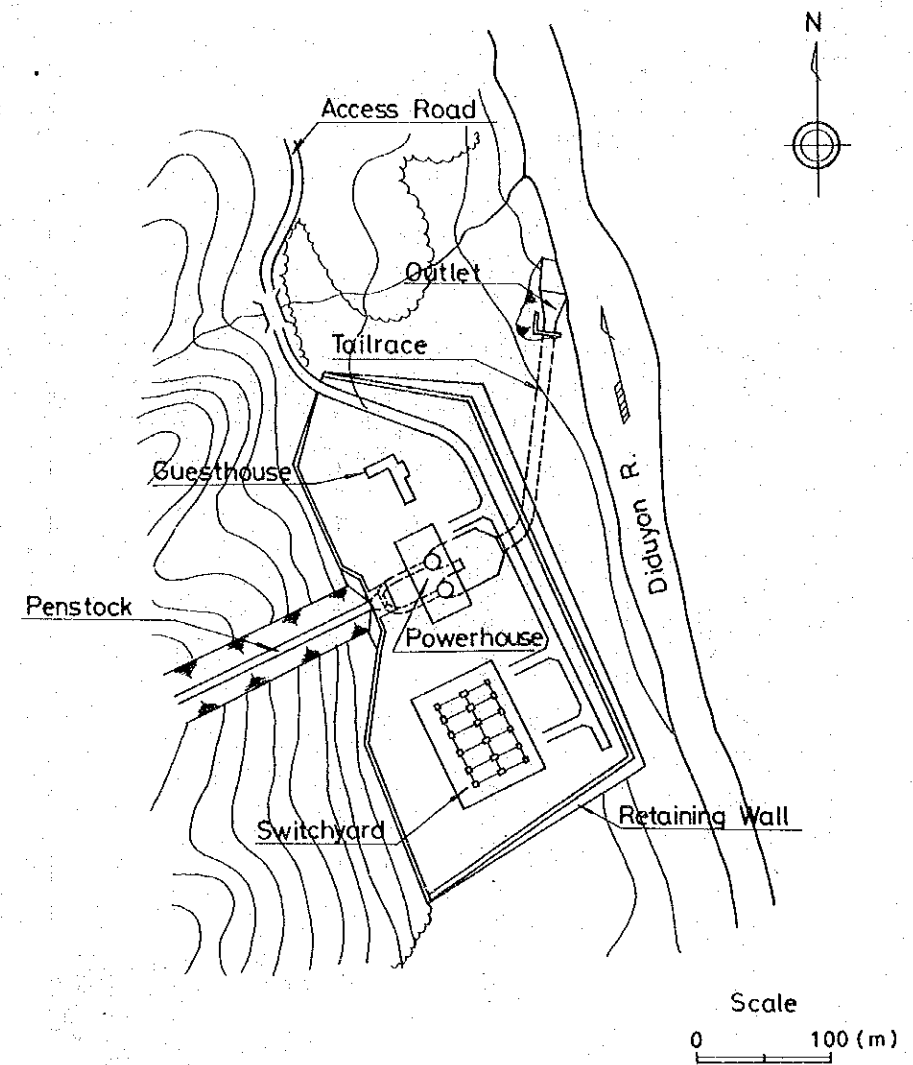 N
Access Road
Outlet
Tailrace
Guesthouse
Diduyon R.
Penstock
Powerhouse
Switchyard
Retaining Wall
Scale
0 100 (m)